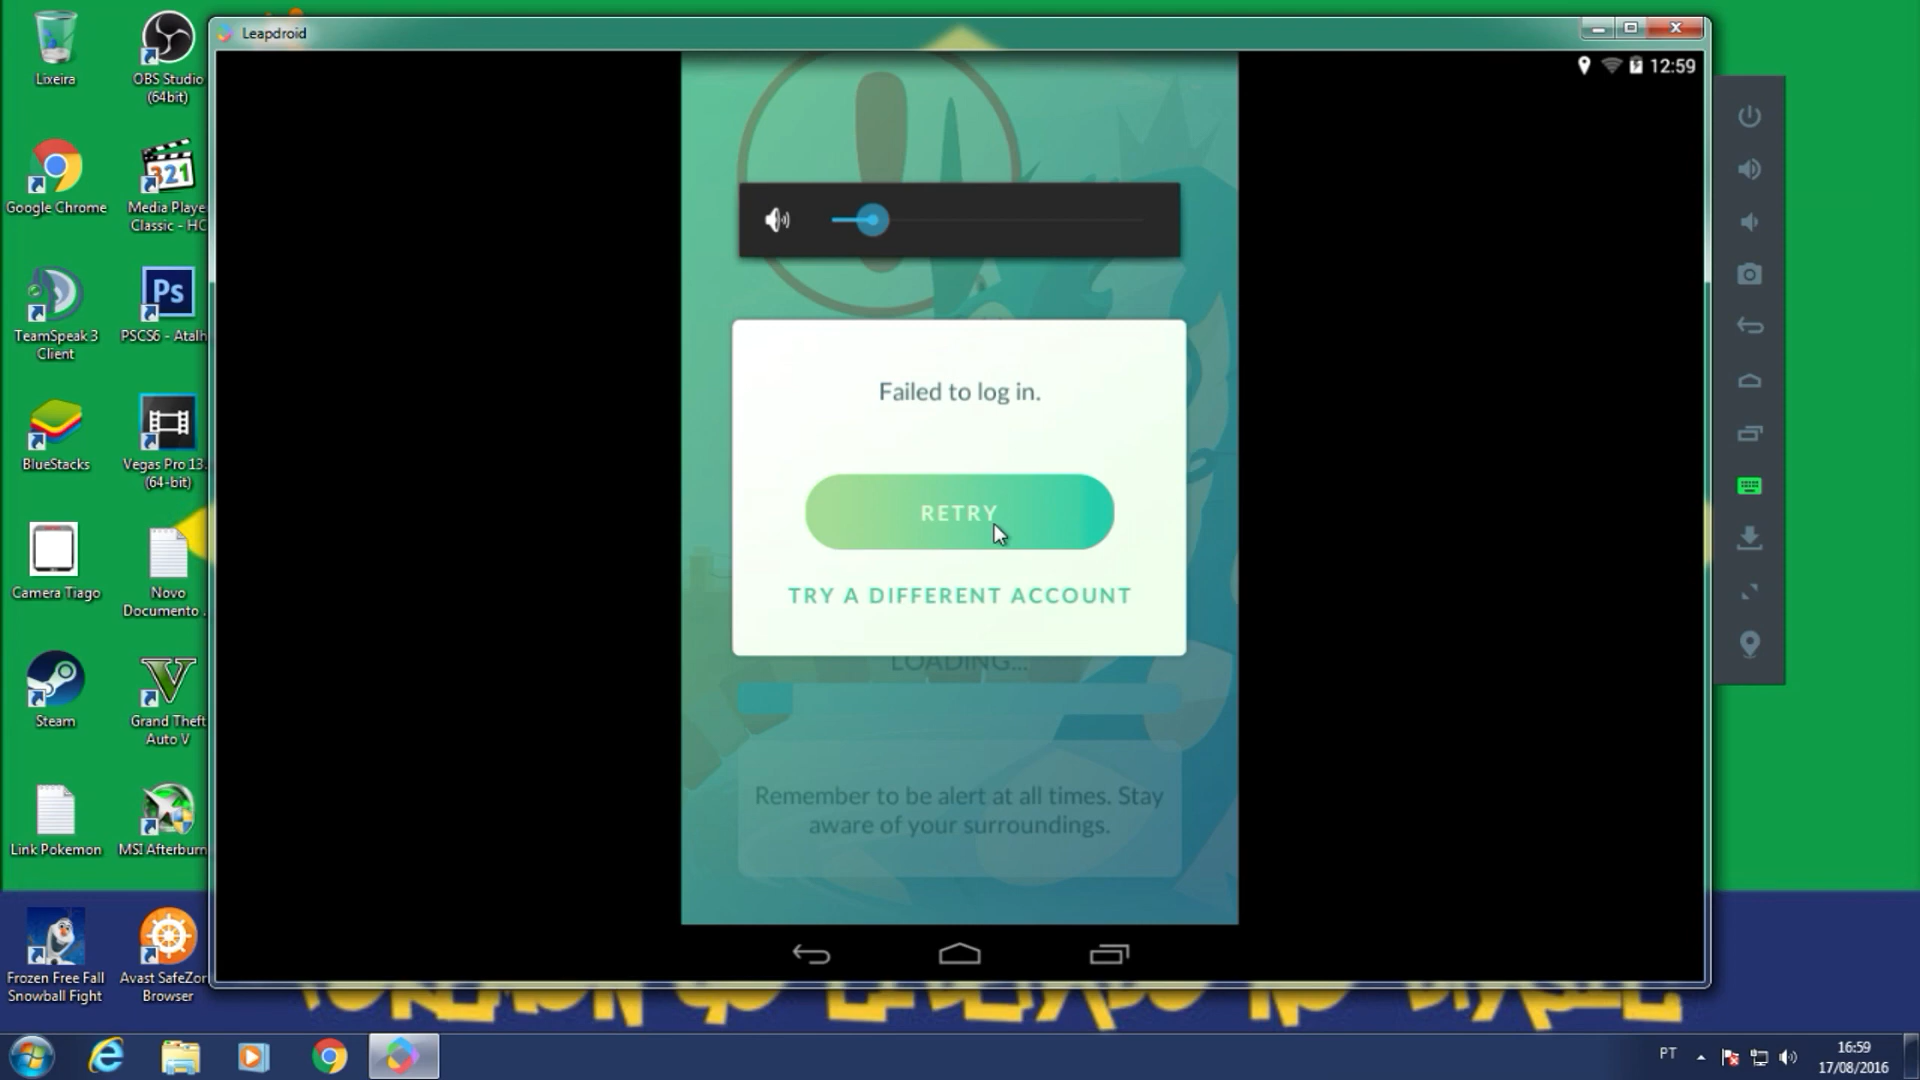 Leapdroid
12:59
Lixeira
OBS Studio
(64bit)
Google Chrome
321
Media Playe
Classic - HC
TeamSpeak 3
Client
Ps
PSCS6 - Atalh
BlueStacks
Vegas Pro 13.
(64-bit)
Camera Tiago
Novo
Documento .
Steam
Grand Theft
Auto V
Link Pokemon
MSI Afterburn
Frozen Free Fall
Snowball Fight
Avast SafeZor
Browser
Failed to log in.
RETRY
TRY A DIFFERENT ACCOUNT
LOADING...
Remember to be alert at all times. Stay
aware of your surroundings.
PT
16:59
17/08/2016